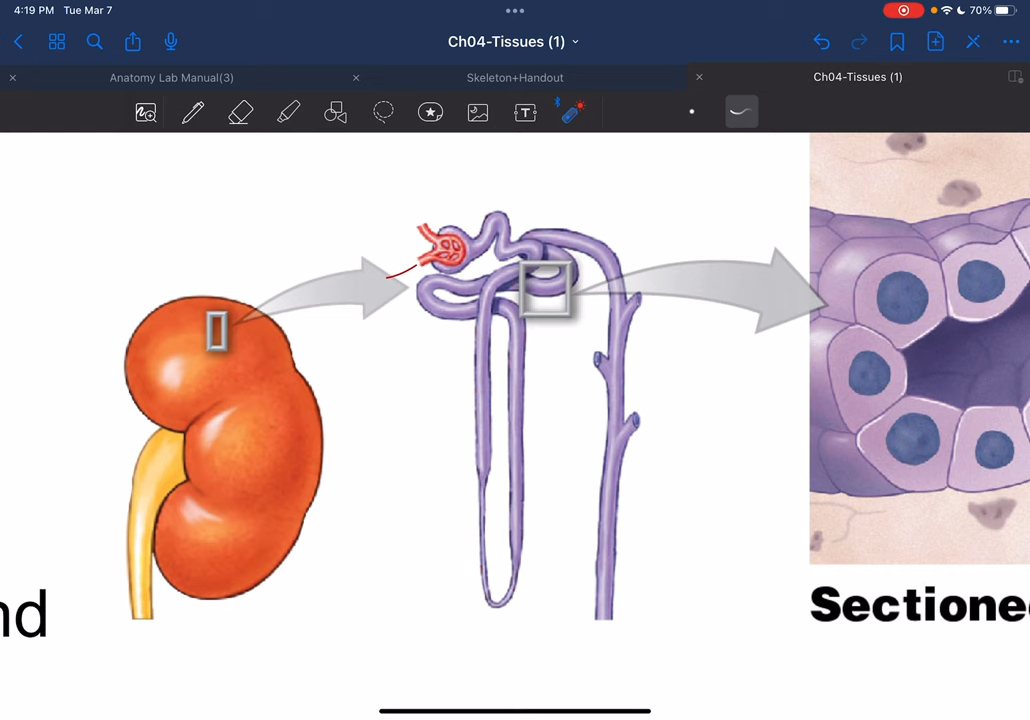 4:19 PM Tue Mar 7
70%
Ch04-Tissues (1)
Anatomy Lab Manual(3)
Skeleton+Handout
Ch04-Tissues (1)
T
nd
Sectione